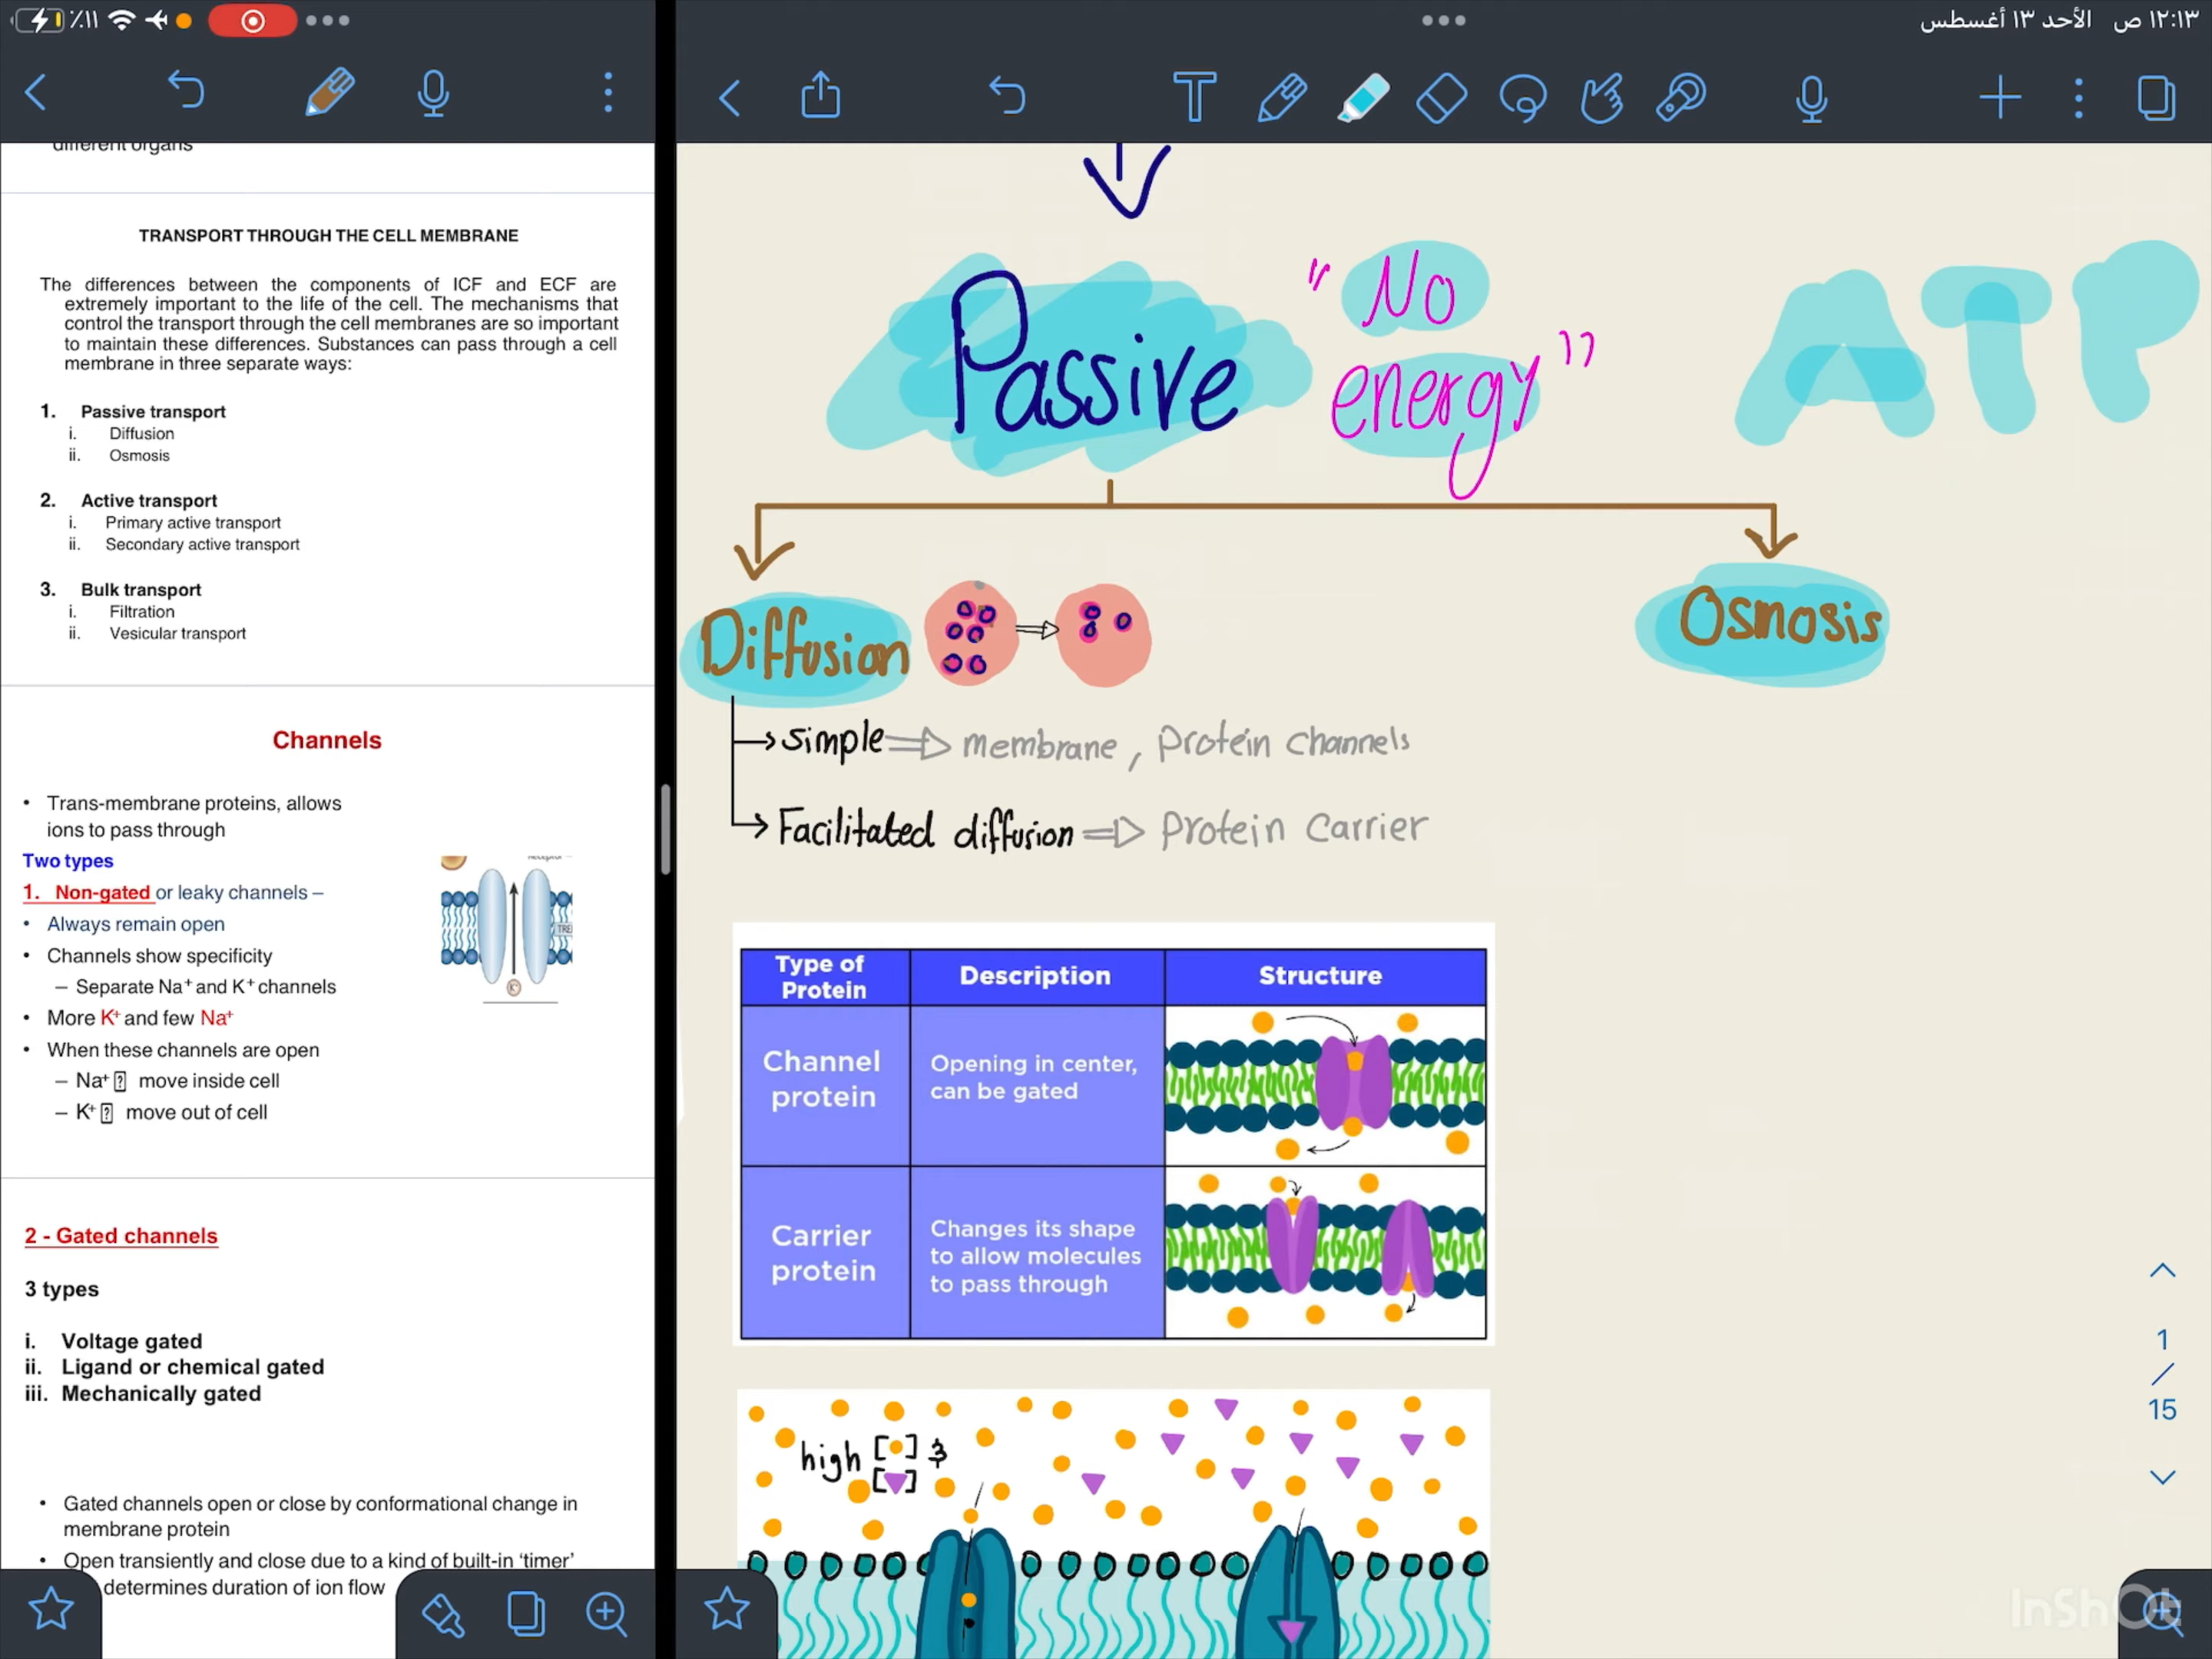 ٪۱۱
۱۲:۱۳ ص الأحد ۱۳ أغسطس
different organs
TRANSPORT THROUGH THE CELL MEMBRANE
The differences between the components of ICF and ECF are
extremely important to the life of the cell. The mechanisms that
control the transport through the cell membranes are so important
to maintain these differences. Substances can pass through a cell
membrane in three separate ways:
1. Passive transport
i. Diffusion
ii. Osmosis
2. Active transport
i. Primary active transport
ii. Secondary active transport
3. Bulk transport
i. Filtration
ii. Vesicular transport
Channels
• Trans-membrane proteins, allows
ions to pass through
Two types
1. Non-gated or leaky channels –
• Always remain open
• Channels show specificity
– Separate Na⁺ and K⁺ channels
• More K⁺ and few Na⁺
• When these channels are open
– Na⁺ move inside cell
– K⁺ move out of cell
TRE
K⁺
2 - Gated channels
3 types
i. Voltage gated
ii. Ligand or chemical gated
iii. Mechanically gated
• Gated channels open or close by conformational change in
membrane protein
• Open transiently and close due to a kind of built-in ‘timer’
determines duration of ion flow
Passive "No
energy"
ATP
Diffusion
Osmosis
→ Simple ⇒ membrane, Protein channels
→ Facilitated diffusion ⇒ Protein Carrier
Type of
Protein
Description
Structure
Channel
protein
Opening in center,
can be gated
Carrier
protein
Changes its shape
to allow molecules
to pass through
high [ ] &
[ ]
1
/
15
InShOt